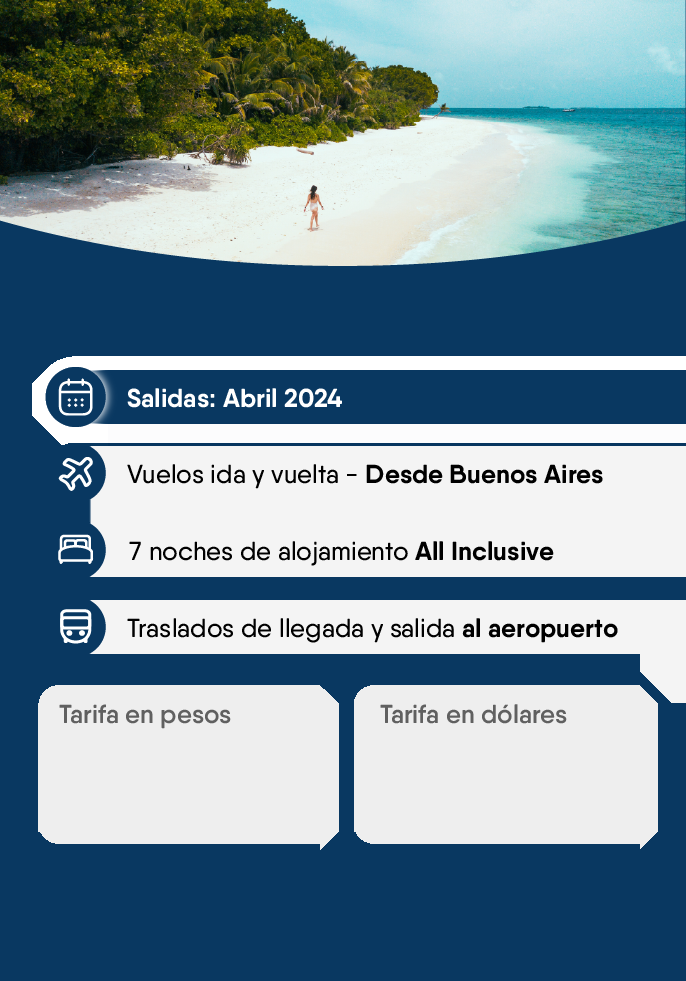 Salidas: Abril 2024
Vuelos ida y vuelta - Desde Buenos Aires
7 noches de alojamiento All Inclusive
Traslados de llegada y salida al aeropuerto
Tarifa en pesos
Tarifa en dólares